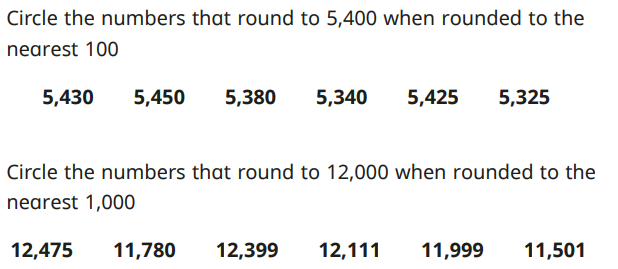 Circle the numbers that round to 5,400 when rounded to the
nearest 100
5,430 5,450 5,380 5,340 5,425 5,325
Circle the numbers that round to 12,000 when rounded to the
nearest 1,000
12,475 11,780 12,399 12,111 11,999 11,501